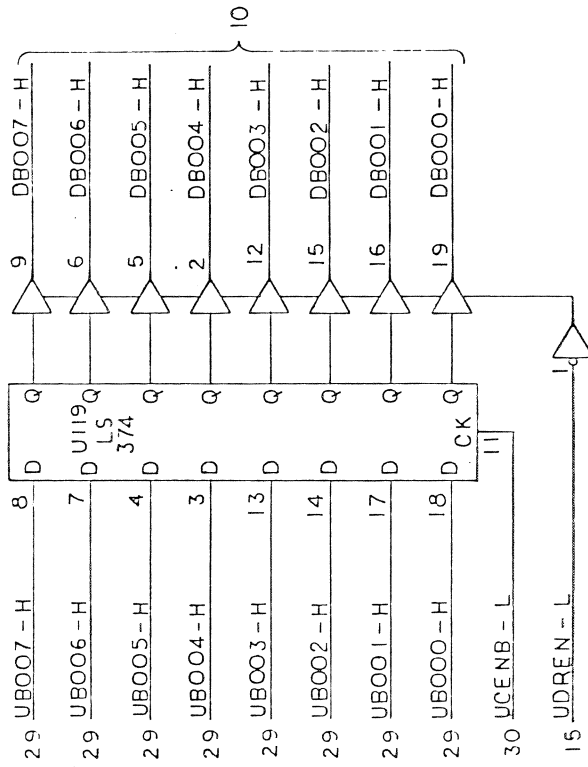 29 UB007-H 8 D Q 9 DB007-H
29 UB006-H 7 D Q 6 DB006-H
29 UB005-H 4 D Q 5 DB005-H
29 UB004-H 3 D Q 2 DB004-H
29 UB003-H 13 D Q 12 DB003-H
29 UB002-H 14 D Q 15 DB002-H
29 UB001-H 17 D Q 16 DB001-H
29 UB000-H 18 D Q 19 DB000-H
U119
LS
374
CK
11
30 UCENB-L
15 UDREN-L 1
10